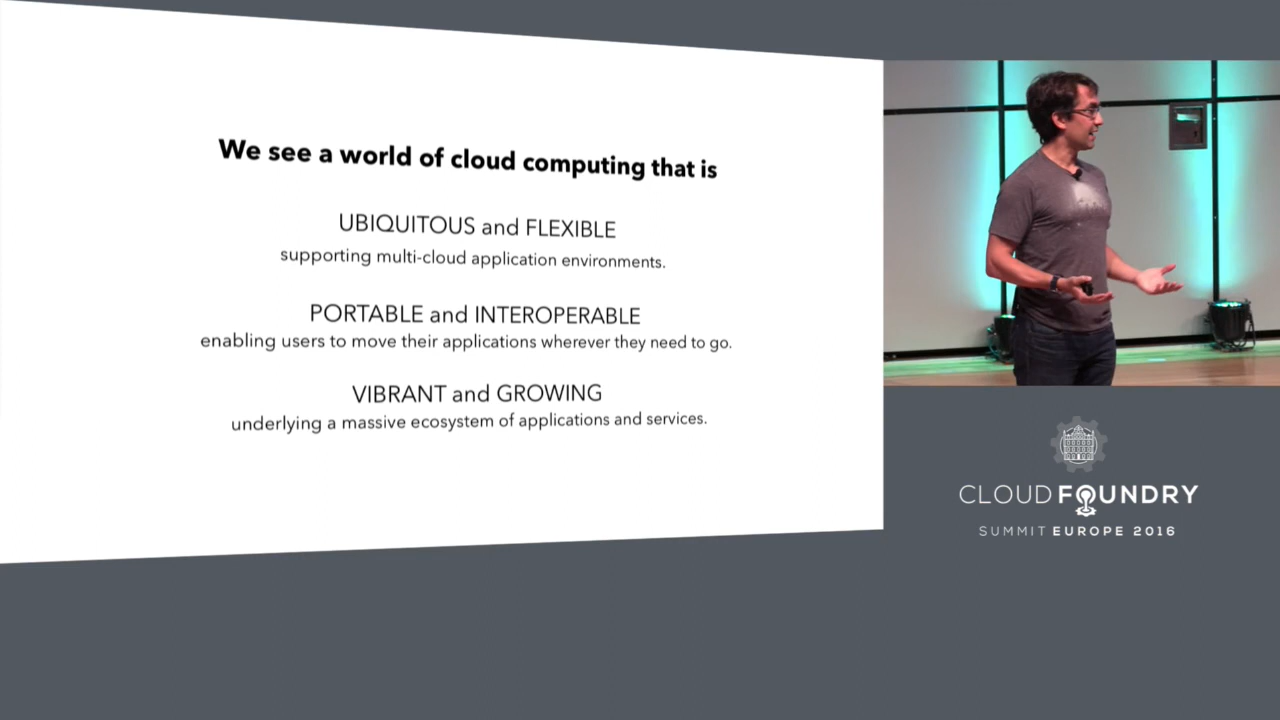 We see a world of cloud computing that is
UBIQUITOUS and FLEXIBLE
supporting multi-cloud application environments.
PORTABLE and INTEROPERABLE
enabling users to move their applications wherever they need to go.
VIBRANT and GROWING
underlying a massive ecosystem of applications and services.
CLOUD FOUNDRY
SUMMIT EUROPE 2016